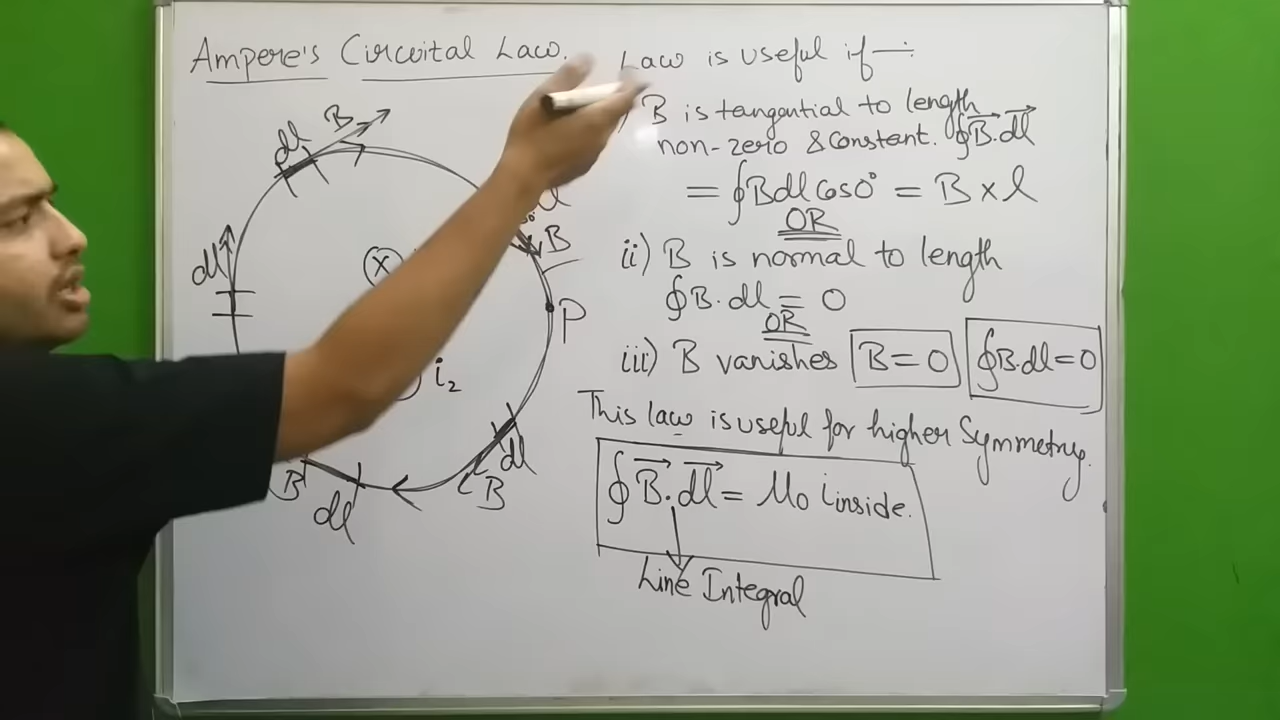 Ampere's Circuital Law.
Law is useful if :
) B is tangential to length
non-zero & Constant. ∮B⃗.dl⃗
= ∮Bdl cos0° = B x l
OR
ii) B is normal to length
∮B.dl = 0
OR
iii) B vanishes B=0 ∮B.dl=0
This law is useful for higher Symmetry.
∮B⃗.dl⃗ = μ₀ i inside.
Line Integral
B
dl
dl
B
x
P
i₂
dl
B
B
dl